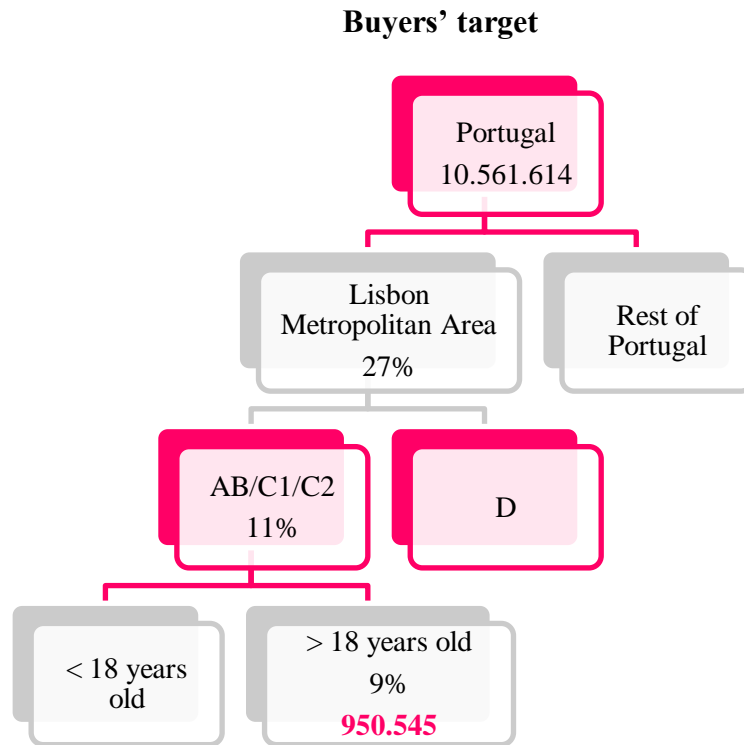 Buyers’ target
Portugal
10.561.614
Lisbon
Metropolitan Area
27%
Rest of
Portugal
AB/C1/C2
11%
D
< 18 years
old
> 18 years old
9%
950.545